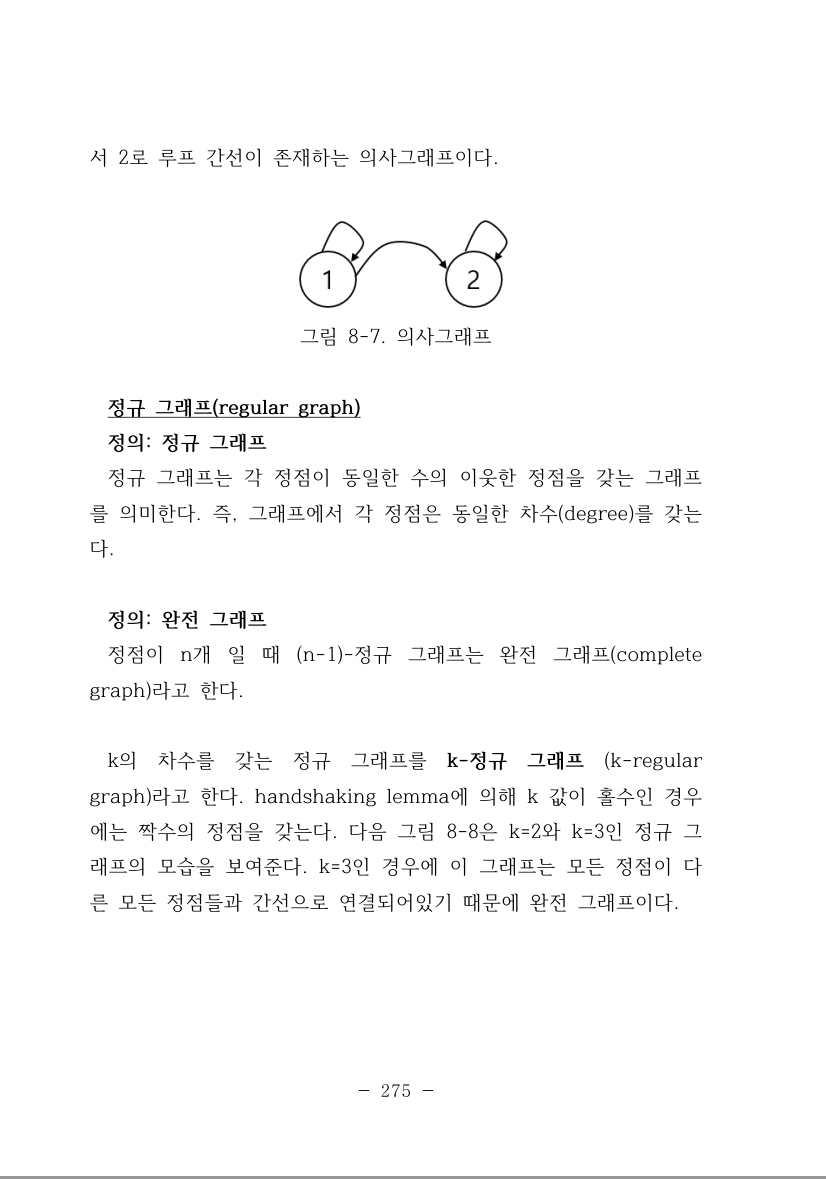 서 2로 루프 간선이 존재하는 의사그래프이다.
1 2
그림 8-7. 의사그래프
정규 그래프(regular graph)
정의: 정규 그래프
정규 그래프는 각 정점이 동일한 수의 이웃한 정점을 갖는 그래프
를 의미한다. 즉, 그래프에서 각 정점은 동일한 차수(degree)를 갖는
다.
정의: 완전 그래프
정점이 n개 일 때 (n-1)-정규 그래프는 완전 그래프(complete
graph)라고 한다.
k의 차수를 갖는 정규 그래프를 k-정규 그래프 (k-regular
graph)라고 한다. handshaking lemma에 의해 k 값이 홀수인 경우
에는 짝수의 정점을 갖는다. 다음 그림 8-8은 k=2와 k=3인 정규 그
래프의 모습을 보여준다. k=3인 경우에 이 그래프는 모든 정점이 다
른 모든 정점들과 간선으로 연결되어있기 때문에 완전 그래프이다.
- 275 -